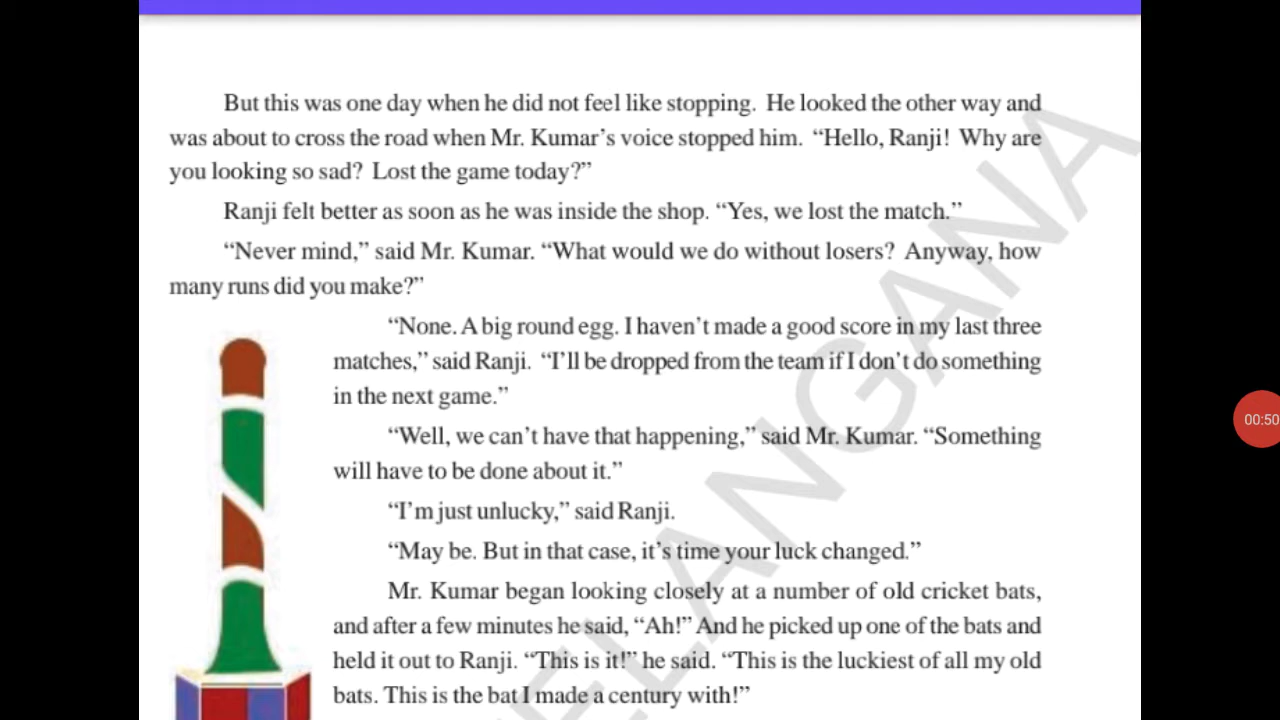 But this was one day when he did not feel like stopping. He looked the other way and
was about to cross the road when Mr. Kumar’s voice stopped him. “Hello, Ranji! Why are
you looking so sad? Lost the game today?”
Ranji felt better as soon as he was inside the shop. “Yes, we lost the match.”
“Never mind,” said Mr. Kumar. “What would we do without losers? Anyway, how
many runs did you make?”
“None. A big round egg. I haven’t made a good score in my last three
matches,” said Ranji. “I’ll be dropped from the team if I don’t do something
in the next game.”
“Well, we can’t have that happening,” said Mr. Kumar. “Something
will have to be done about it.”
“I’m just unlucky,” said Ranji.
“May be. But in that case, it’s time your luck changed.”
Mr. Kumar began looking closely at a number of old cricket bats,
and after a few minutes he said, “Ah!” And he picked up one of the bats and
held it out to Ranji. “This is it!” he said. “This is the luckiest of all my old
bats. This is the bat I made a century with!”
ELANGANA
00:50